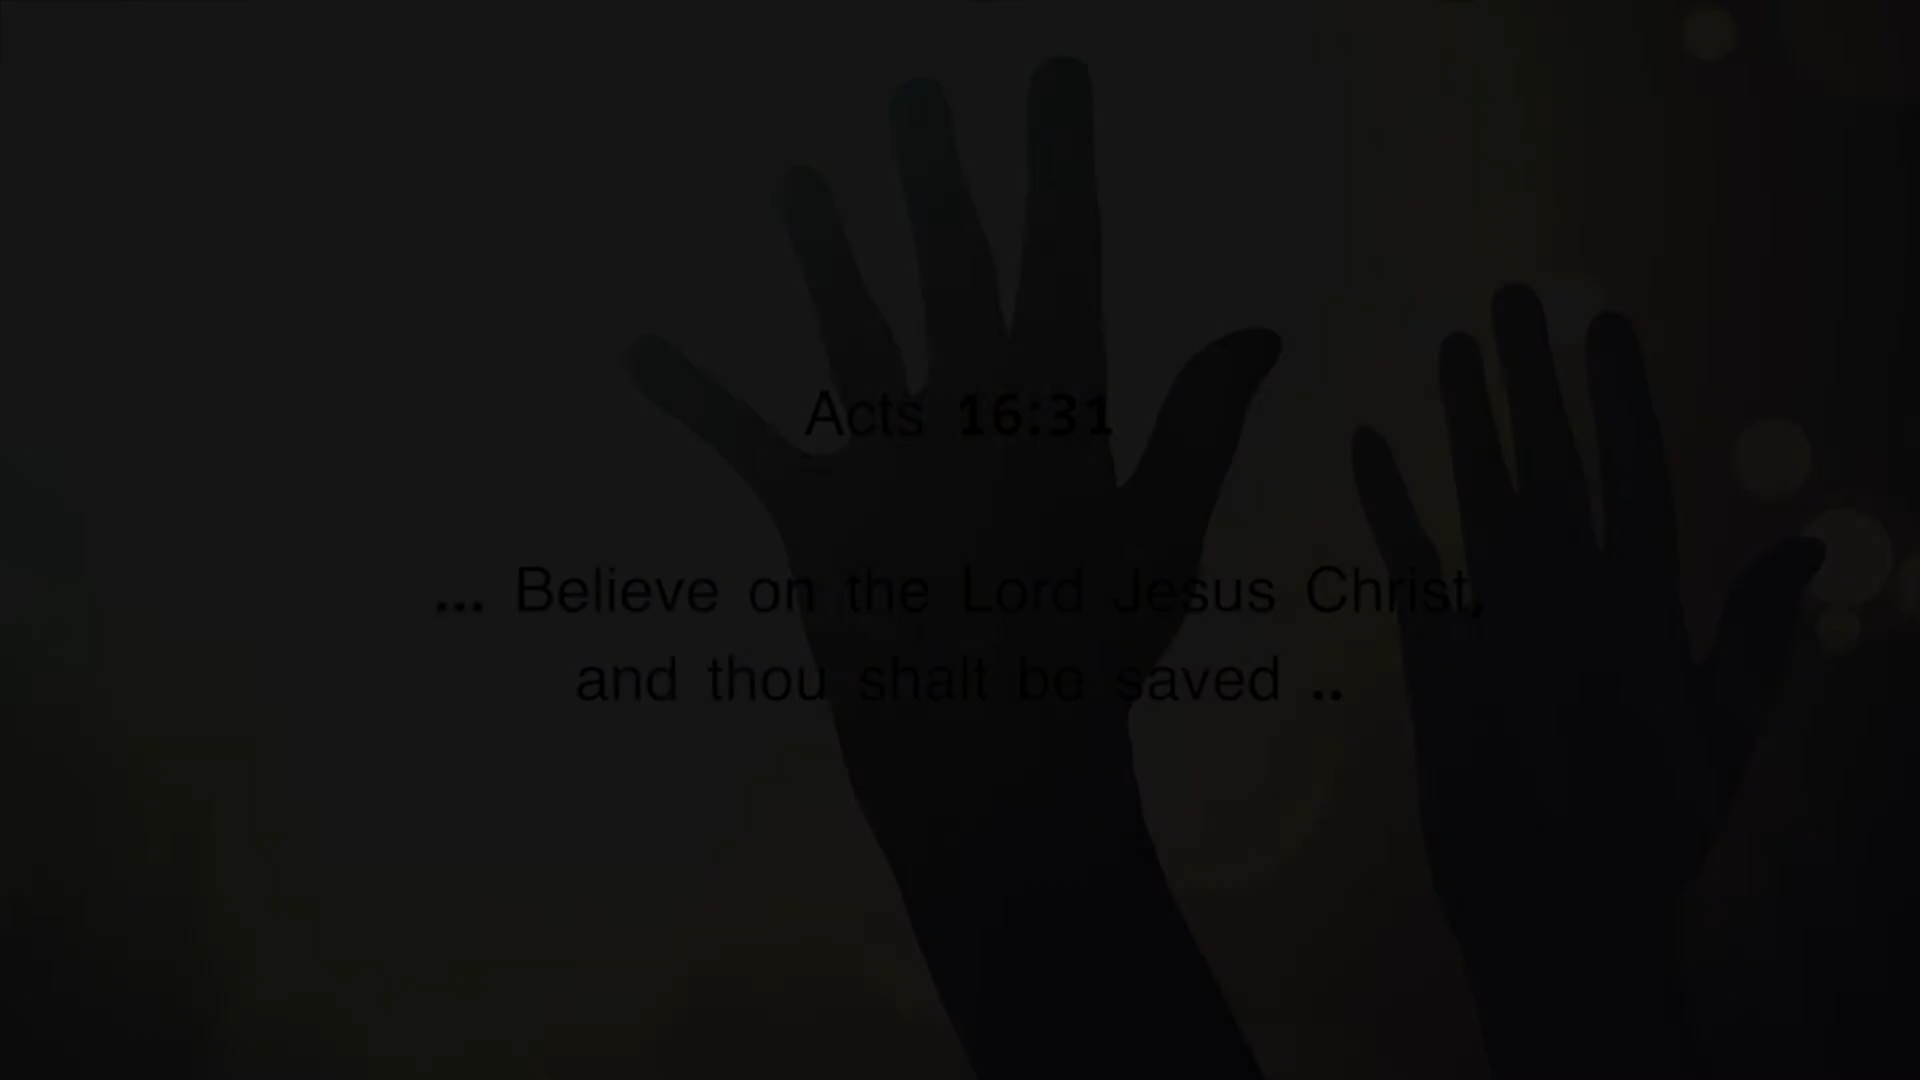 Acts 16:31
... Believe on the Lord Jesus Christ,
and thou shalt be saved ..